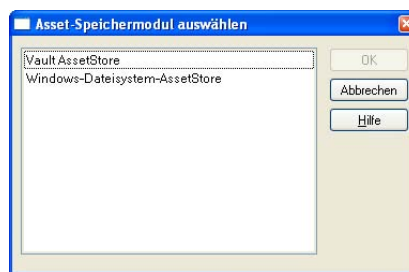 Asset-Speichermodul auswählen
Vault AssetStore
Windows-Dateisystem-AssetStore
OK
Abbrechen
Hilfe